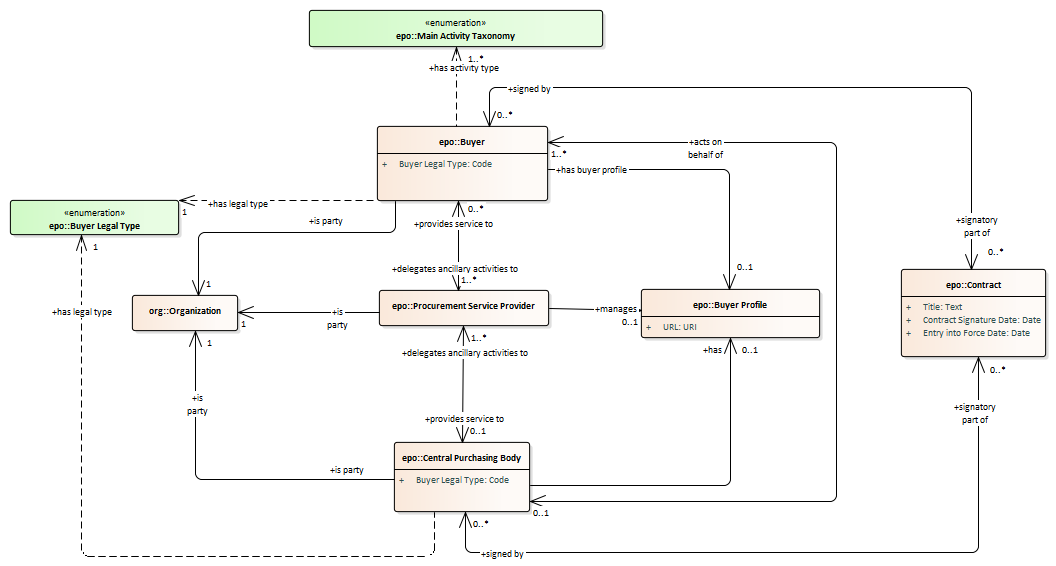 «enumeration»
epo::Main Activity Taxonomy
1..*
+has activity type
+signed by
0..*
epo::Buyer
+ Buyer Legal Type: Code
+acts on
behalf of
1..*
+has buyer profile
«enumeration»
epo::Buyer Legal Type
+has legal type
1
0..*
+is party
+provides service to
+signatory
part of
0..*
1
+delegates ancillary activities to
1..*
0..1
epo::Contract
+ Title: Text
+ Contract Signature Date: Date
+ Entry into Force Date: Date
1
org::Organization
+has legal type
+is
party
1
epo::Procurement Service Provider
+manages
0..1
epo::Buyer Profile
+ URL: URI
1
1..*
+delegates ancillary activities to
+has
0..1
0..*
+is
party
+signatory
part of
+provides service to
0..1
epo::Central Purchasing Body
+ Buyer Legal Type: Code
+is party
0..1
0..*
+signed by